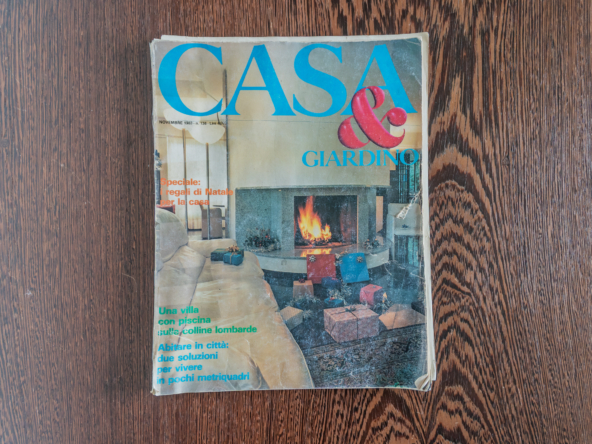 CASA
&
GIARDINO
NOVEMBRE
Speciale:
i regali di Natale
per la casa
Una villa
con piscina
sulle colline lombarde
Abitare in città:
due soluzioni
per vivere
in pochi metriquadri